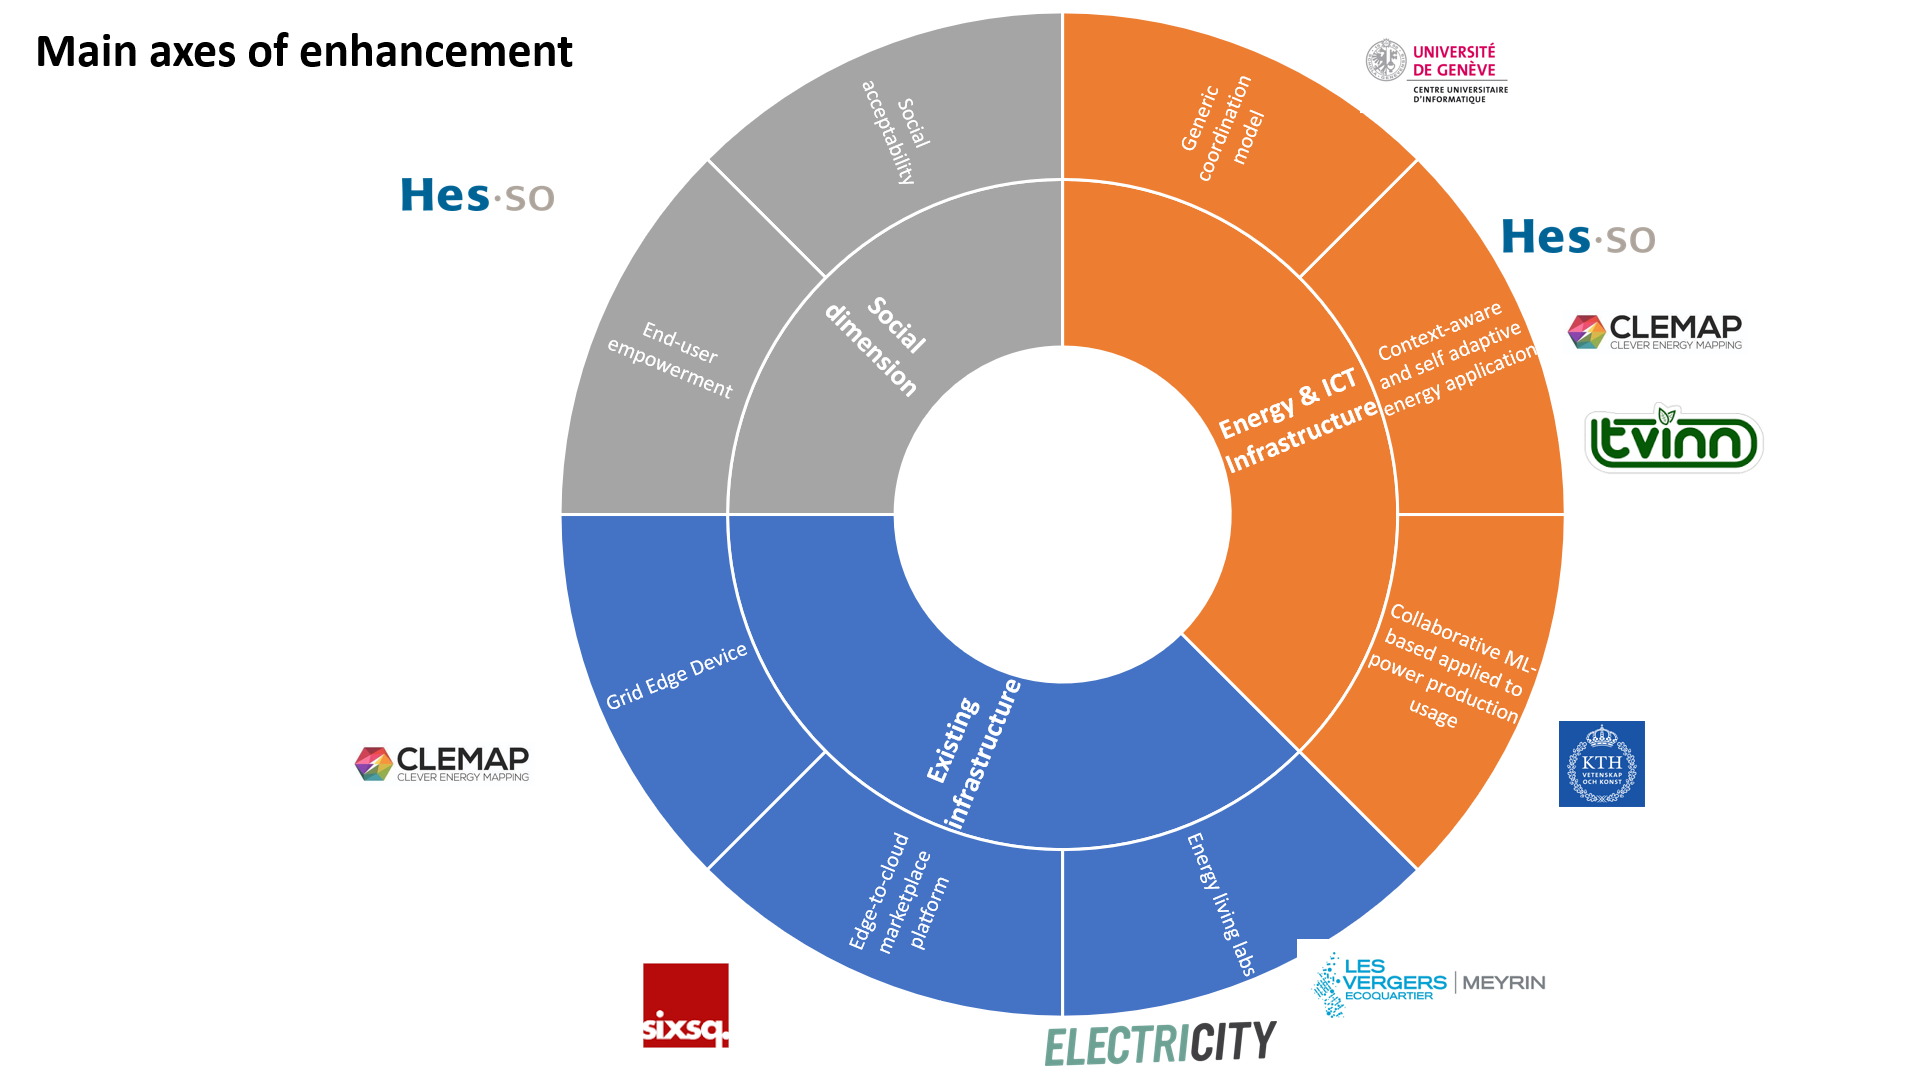 Main axes of enhancement
Social
acceptability
Generic
coordination
model
UNIVERSITÉ
DE GENÈVE
CENTRE UNIVERSITAIRE
D'INFORMATIQUE
Hes·so
Hes·so
End-user
empowerment
Social
dimension
Energy & ICT
Infrastructure
Context-aware
and self adaptive
energy application
CLEMAP
CLEVER ENERGY MAPPING
tvinn
Collaborative ML-
based applied to
power production
usage
KTH
VETENSKAP
OCH KONST
Grid Edge Device
Existing
infrastructure
CLEMAP
CLEVER ENERGY MAPPING
Edge-to-cloud
marketplace
platform
Energy living labs
LES
VERGERS
ECOQUARTIER
MEYRIN
sixsq.
ELECTRICITY